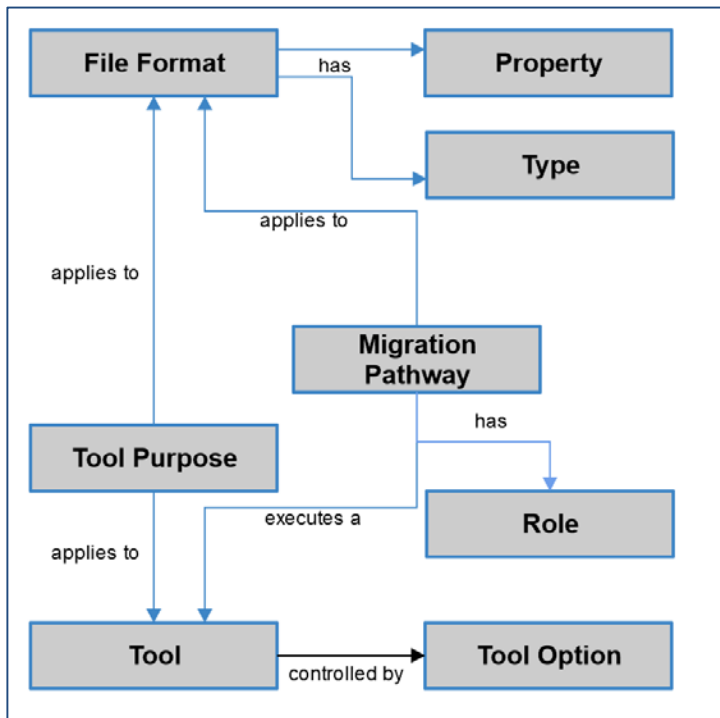 File Format
has
Property
Type
applies to
applies to
Migration
Pathway
has
Tool Purpose
executes a
Role
applies to
Tool
controlled by
Tool Option